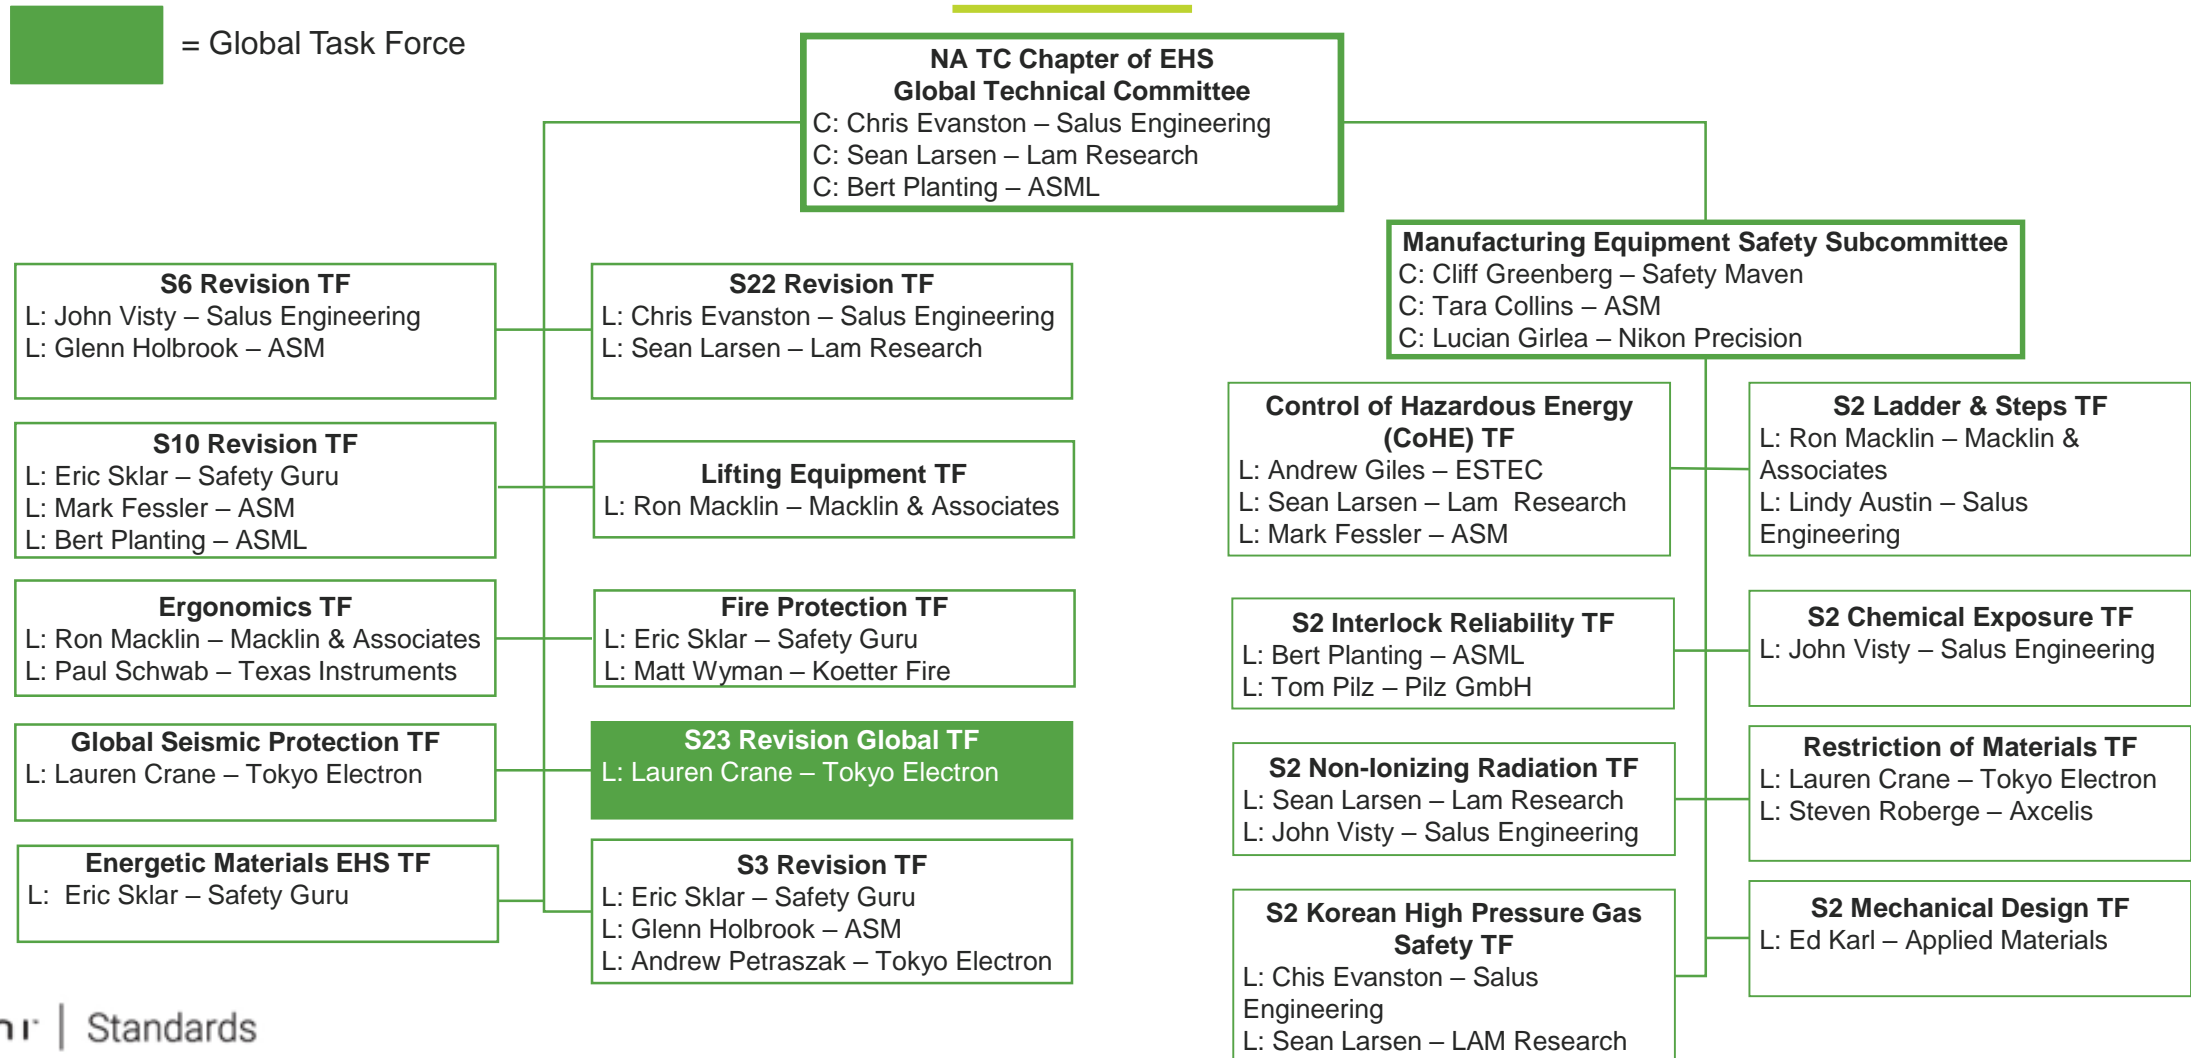 = Global Task Force
NA TC Chapter of EHS
Global Technical Committee
C: Chris Evanston – Salus Engineering
C: Sean Larsen – Lam Research
C: Bert Planting – ASML
Manufacturing Equipment Safety Subcommittee
C: Cliff Greenberg – Safety Maven
C: Tara Collins – ASM
C: Lucian Girlea – Nikon Precision
S6 Revision TF
L: John Visty – Salus Engineering
L: Glenn Holbrook – ASM
S22 Revision TF
L: Chris Evanston – Salus Engineering
L: Sean Larsen – Lam Research
S10 Revision TF
L: Eric Sklar – Safety Guru
L: Mark Fessler – ASM
L: Bert Planting – ASML
Lifting Equipment TF
L: Ron Macklin – Macklin & Associates
Ergonomics TF
L: Ron Macklin – Macklin & Associates
L: Paul Schwab – Texas Instruments
Fire Protection TF
L: Eric Sklar – Safety Guru
L: Matt Wyman – Koetter Fire
Global Seismic Protection TF
L: Lauren Crane – Tokyo Electron
S23 Revision Global TF
L: Lauren Crane – Tokyo Electron
Energetic Materials EHS TF
L: Eric Sklar – Safety Guru
S3 Revision TF
L: Eric Sklar – Safety Guru
L: Glenn Holbrook – ASM
L: Andrew Petraszak – Tokyo Electron
Control of Hazardous Energy
(CoHE) TF
L: Andrew Giles – ESTEC
L: Sean Larsen – Lam Research
L: Mark Fessler – ASM
S2 Ladder & Steps TF
L: Ron Macklin – Macklin &
Associates
L: Lindy Austin – Salus
Engineering
S2 Interlock Reliability TF
L: Bert Planting – ASML
L: Tom Pilz – Pilz GmbH
S2 Chemical Exposure TF
L: John Visty – Salus Engineering
S2 Non-Ionizing Radiation TF
L: Sean Larsen – Lam Research
L: John Visty – Salus Engineering
Restriction of Materials TF
L: Lauren Crane – Tokyo Electron
L: Steven Roberge – Axcelis
S2 Korean High Pressure Gas
Safety TF
L: Chis Evanston – Salus
Engineering
L: Sean Larsen – LAM Research
S2 Mechanical Design TF
L: Ed Karl – Applied Materials
Standards